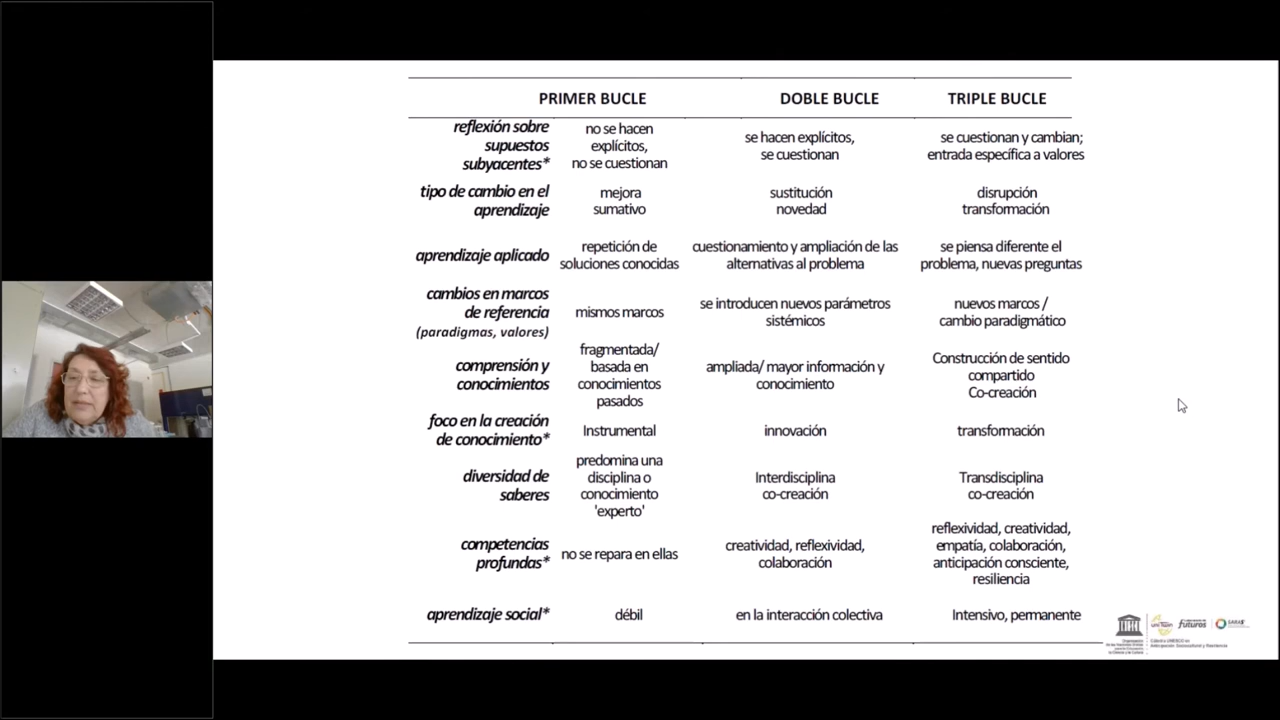 PRIMER BUCLE DOBLE BUCLE TRIPLE BUCLE
reflexión sobre
supuestos
subyacentes*
no se hacen
explícitos,
no se cuestionan
se hacen explícitos,
se cuestionan
se cuestionan y cambian;
entrada específica a valores
tipo de cambio en el
aprendizaje
mejora
sumativo
sustitución
novedad
disrupción
transformación
aprendizaje aplicado
repetición de
soluciones conocidas
cuestionamiento y ampliación de las
alternativas al problema
se piensa diferente el
problema, nuevas preguntas
cambios en marcos
de referencia
(paradigmas, valores)
mismos marcos
se introducen nuevos parámetros
sistémicos
nuevos marcos /
cambio paradigmático
comprensión y
conocimientos
fragmentada/
basada en
conocimientos
pasados
ampliada/ mayor información y
conocimiento
Construcción de sentido
compartido
Co-creación
foco en la creación
de conocimiento*
Instrumental
innovación
transformación
diversidad de
saberes
predomina una
disciplina o
conocimiento
'experto'
Interdisciplina
co-creación
Transdisciplina
co-creación
competencias
profundas*
no se repara en ellas
creatividad, reflexividad,
colaboración
reflexividad, creatividad,
empatía, colaboración,
anticipación consciente,
resiliencia
aprendizaje social*
débil
en la interacción colectiva
Intensivo, permanente
futuros
Cátedra UNESCO en
Anticipación Sociocultural y Resiliencia